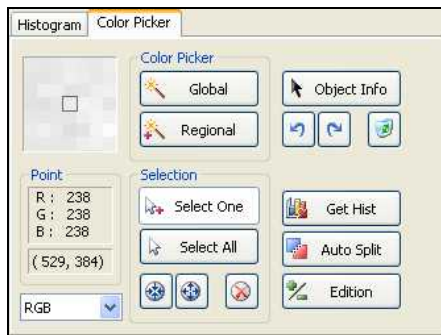 Histogram Color Picker
Color Picker
Global
Object Info
Regional
Point
Selection
R : 238
G : 238
B : 238
Select One
Get Hist
( 529, 384)
Select All
Auto Split
RGB
Edition